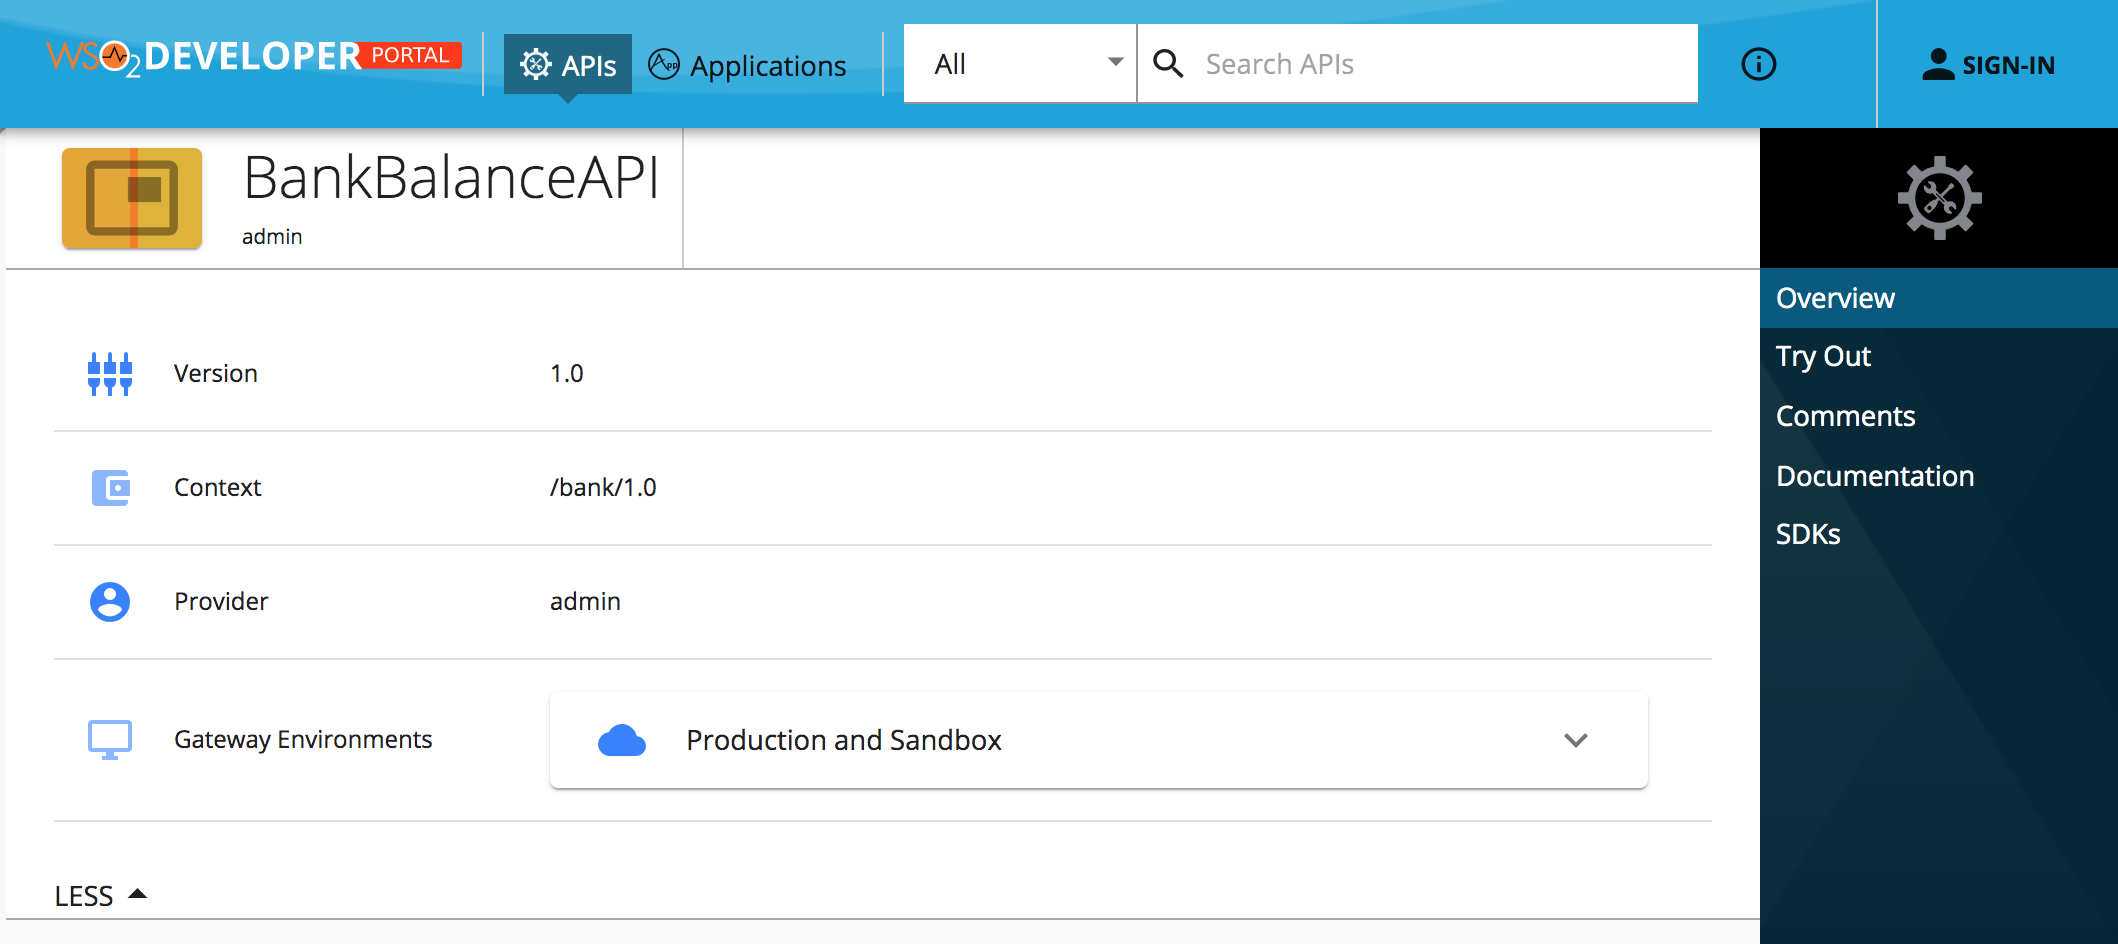 WSO2 DEVELOPER PORTAL
APIs
Applications
All
Search APIs
SIGN-IN
BankBalanceAPI
admin
Version 1.0
Context /bank/1.0
Provider admin
Gateway Environments Production and Sandbox
LESS
Overview
Try Out
Comments
Documentation
SDKs